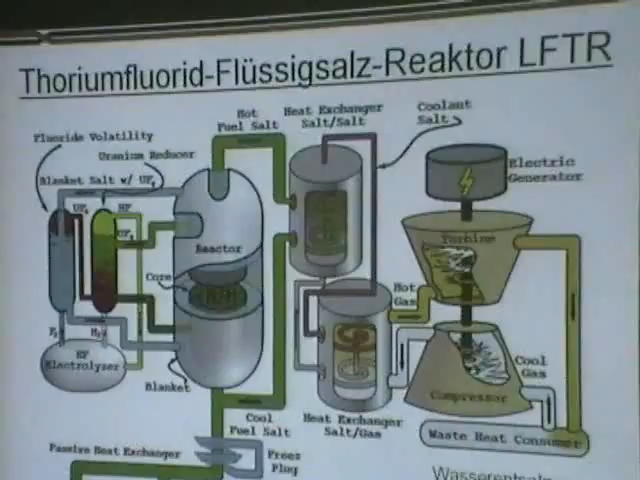 Thoriumfluorid-Flüssigsalz-Reaktor LFTR
Hot
Fuel Salt
Heat Exchanger
Salt/Salt
Coolant
Salt
Fluoride Volatility
Uranium Reducer
Blanket Salt w/ UF₄
Electric
Generator
UF₆
HF
UF₆
Reactor
Turbine
Core
Hot
Gas
F₂
H₂
HF
Electrolyser
Blanket
Cool
Gas
Compressor
Cool
Fuel Salt
Heat Exchanger
Salt/Gas
Waste Heat Consumer
Passive Heat Exchanger
Freez
Plug